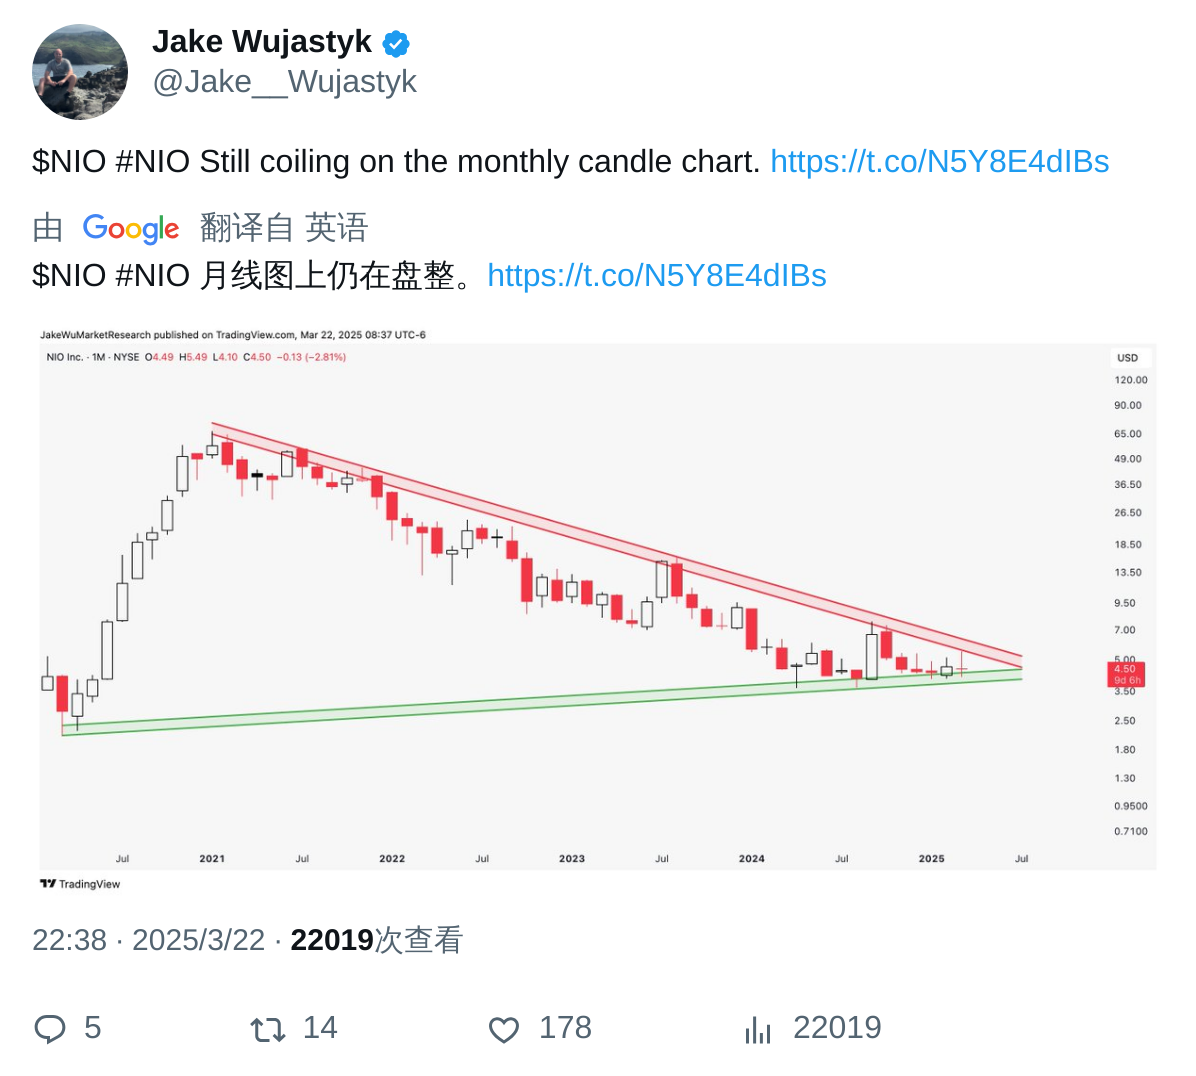 Jake Wujastyk
@Jake__Wujastyk
$NIO #NIO Still coiling on the monthly candle chart. https://t.co/N5Y8E4dIBs
由 Google 翻译自 英语
$NIO #NIO 月线图上仍在盘整。https://t.co/N5Y8E4dIBs
JakeWuMarketResearch published on TradingView.com, Mar 22, 2025 08:37 UTC-6
NIO Inc. · 1M · NYSE O4.49 H5.49 L4.10 C4.50 −0.13 (−2.81%)
USD
120.00
90.00
65.00
49.00
36.50
26.50
18.50
13.50
9.50
7.00
5.00
4.50
9d 6h
3.50
2.50
1.80
1.30
0.9500
0.7100
Jul 2021 Jul 2022 Jul 2023 Jul 2024 Jul 2025 Jul
TradingView
22:38 · 2025/3/22 · 22019次查看
5 14 178 22019